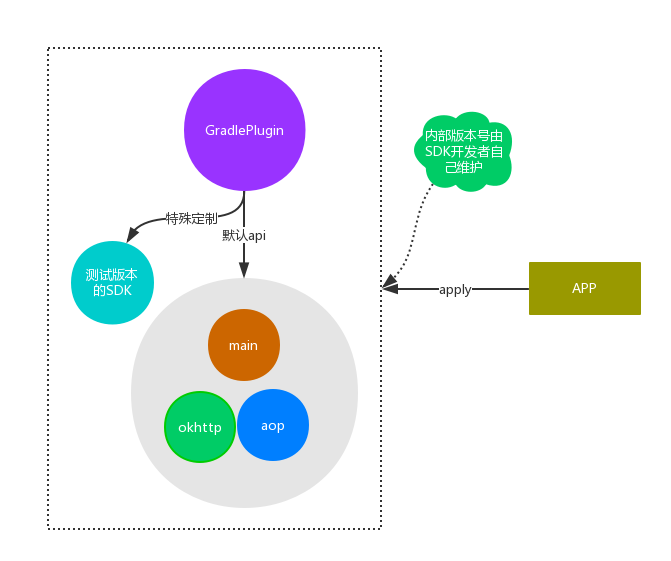 GradlePlugin
内部版本号由
SDK开发者自
己维护
特殊定制
默认api
测试版本
的SDK
apply
APP
main
okhttp
aop